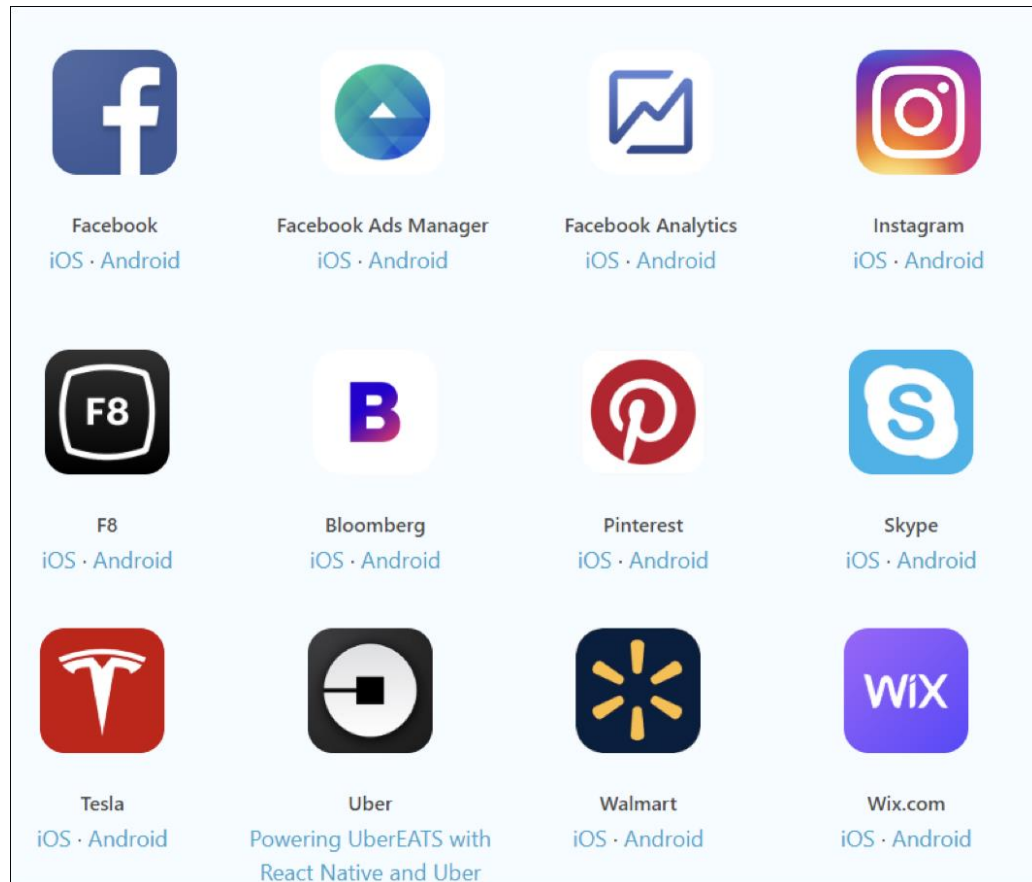 f
Facebook
iOS · Android
Facebook Ads Manager
iOS · Android
Facebook Analytics
iOS · Android
Instagram
iOS · Android
F8
F8
iOS · Android
B
Bloomberg
iOS · Android
Pinterest
iOS · Android
S
Skype
iOS · Android
T
Tesla
iOS · Android
Uber
Powering UberEATS with
React Native and Uber
Walmart
iOS · Android
WiX
Wix.com
iOS · Android